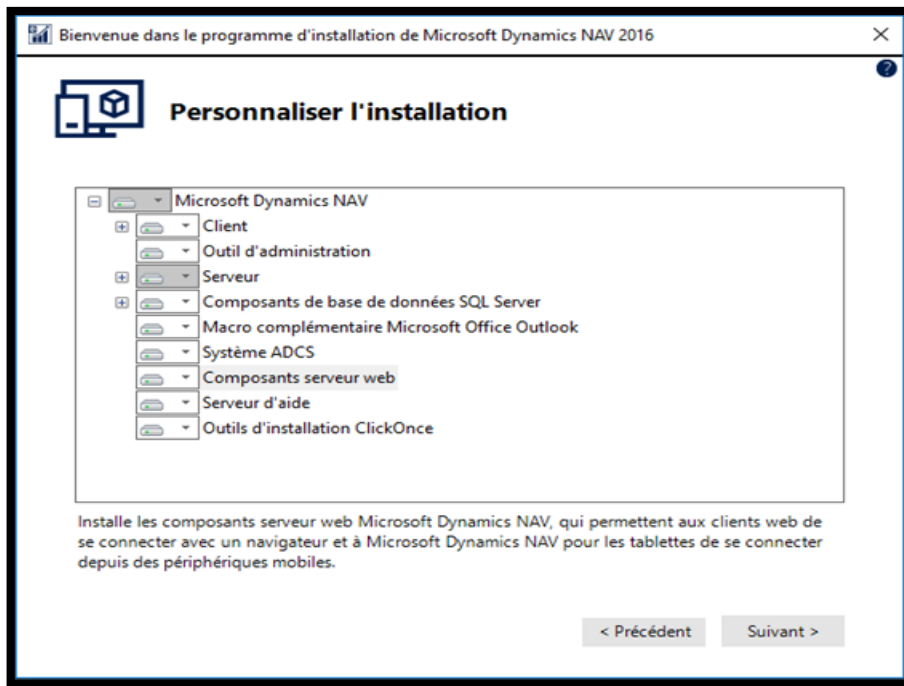 Bienvenue dans le programme d'installation de Microsoft Dynamics NAV 2016
?
Personnaliser l'installation
Microsoft Dynamics NAV
Client
Outil d'administration
Serveur
Composants de base de données SQL Server
Macro complémentaire Microsoft Office Outlook
Système ADCS
Composants serveur web
Serveur d'aide
Outils d'installation ClickOnce
Installe les composants serveur web Microsoft Dynamics NAV, qui permettent aux clients web de
se connecter avec un navigateur et à Microsoft Dynamics NAV pour les tablettes de se connecter
depuis des périphériques mobiles.
< Précédent Suivant >